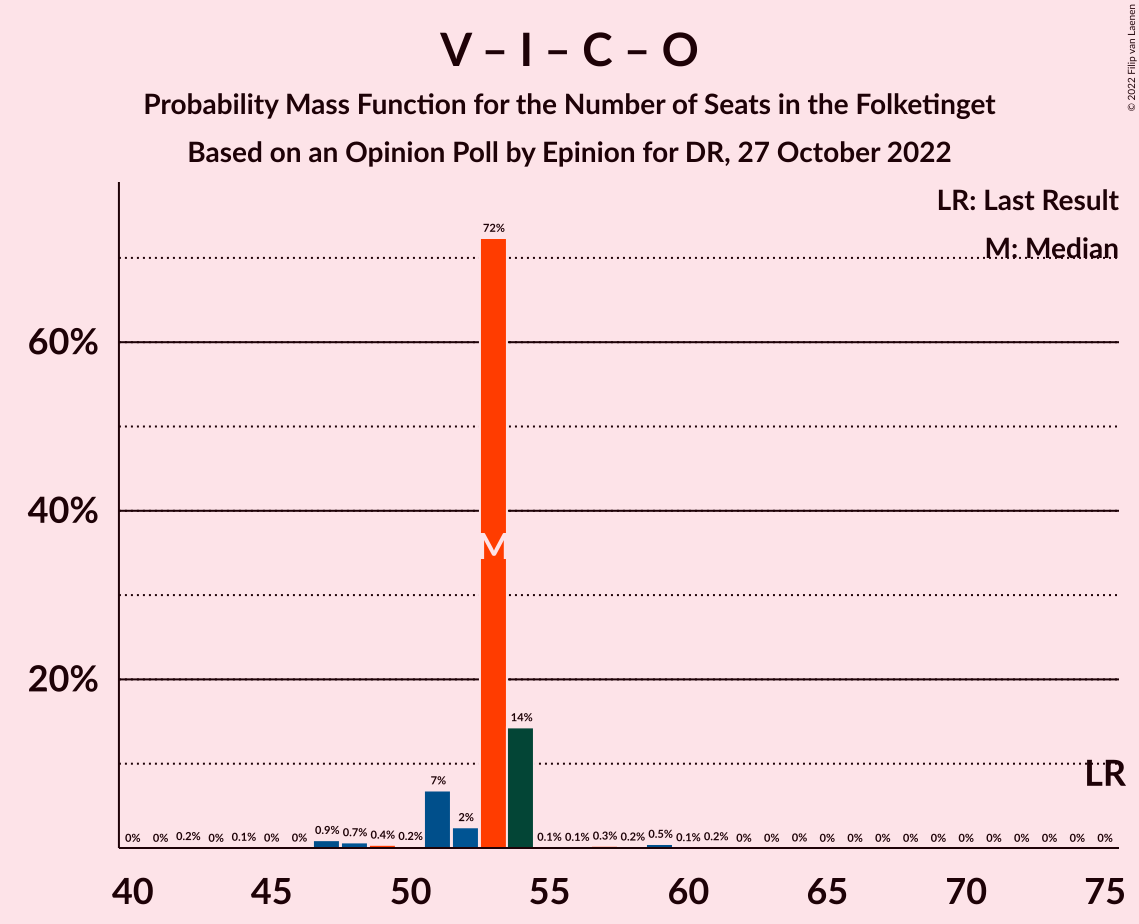 V – I – C – O
Probability Mass Function for the Number of Seats in the Folketinget
Based on an Opinion Poll by Epinion for DR, 27 October 2022
© 2022 Filip van Laenen
LR: Last Result
M: Median
72%
60%
40%
M
20%
14%
LR
7%
2%
0% 0% 0.2% 0% 0.1% 0% 0% 0.9% 0.7% 0.4% 0.2% 0.1% 0.1% 0.3% 0.2% 0.5% 0.1% 0.2% 0% 0% 0% 0% 0% 0% 0% 0% 0% 0% 0% 0% 0% 0%
40 45 50 55 60 65 70 75